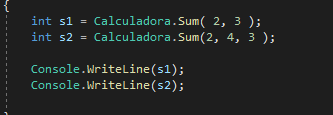 {
int s1 = Calculadora.Sum( 2, 3 );
int s2 = Calculadora.Sum(2, 4, 3 );
Console.WriteLine(s1);
Console.WriteLine(s2);
}